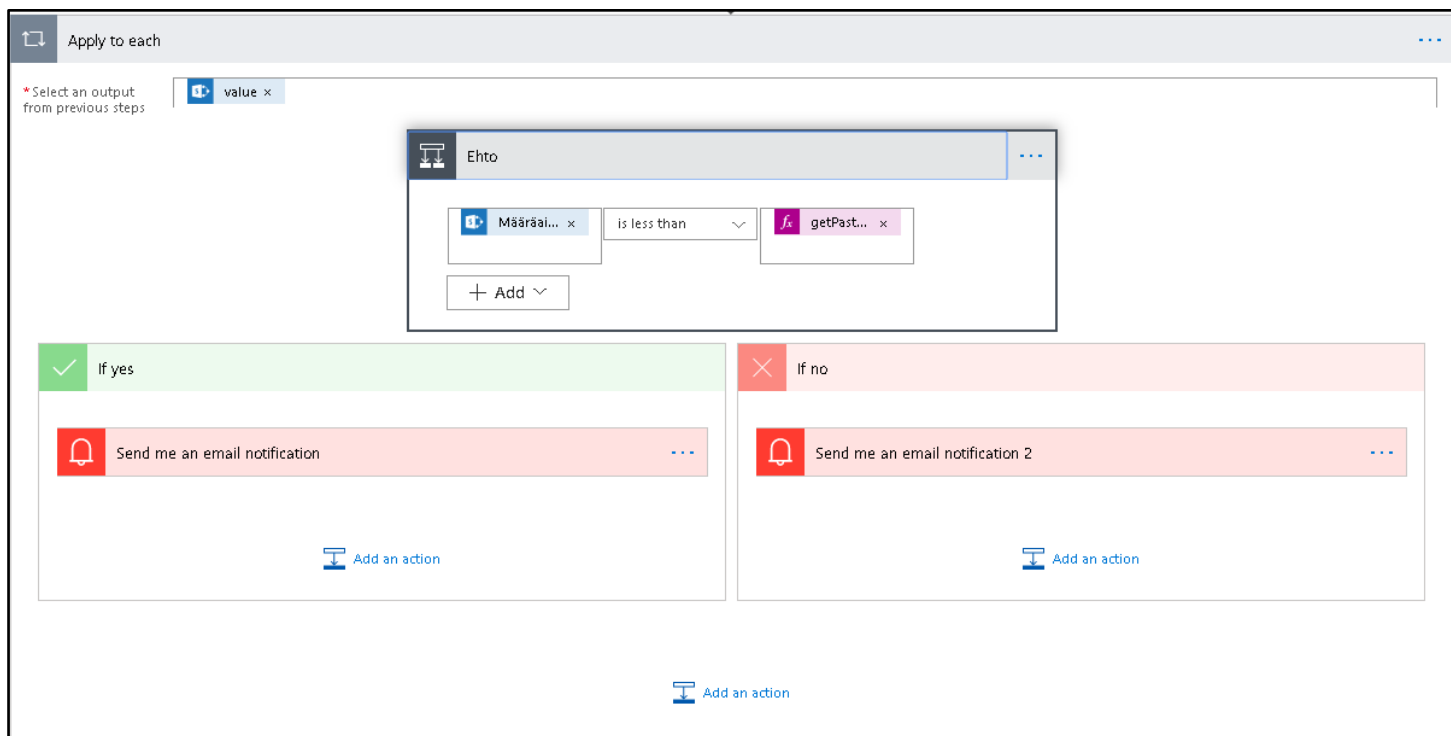 Apply to each
*Select an output
from previous steps
value ×
Ehto
Määräai... ×
is less than
fx getPast... ×
+ Add
If yes
If no
Send me an email notification
Send me an email notification 2
Add an action
Add an action
Add an action